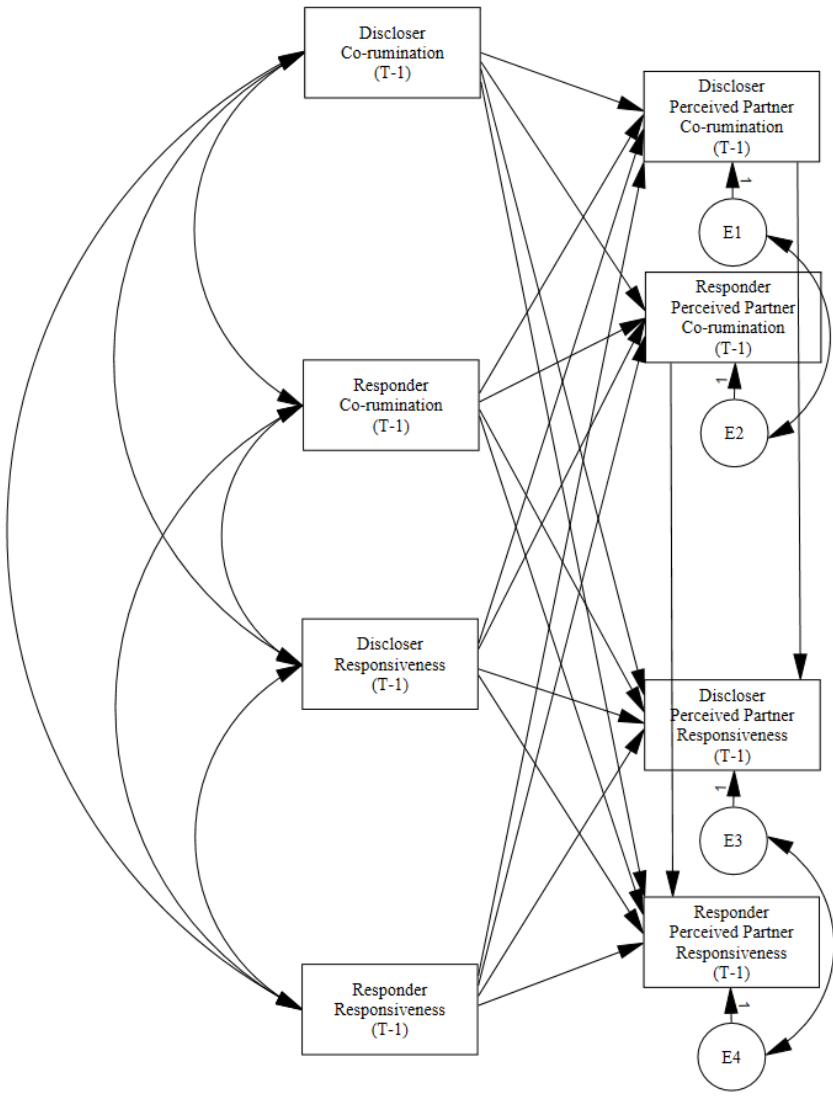 Discloser
Co-rumination
(T-1)
Discloser
Perceived Partner
Co-rumination
(T-1)
1
E1
Responder
Perceived Partner
Co-rumination
(T-1)
1
E2
Responder
Co-rumination
(T-1)
Discloser
Responsiveness
(T-1)
Discloser
Perceived Partner
Responsiveness
(T-1)
1
E3
Responder
Perceived Partner
Responsiveness
(T-1)
1
E4
Responder
Responsiveness
(T-1)